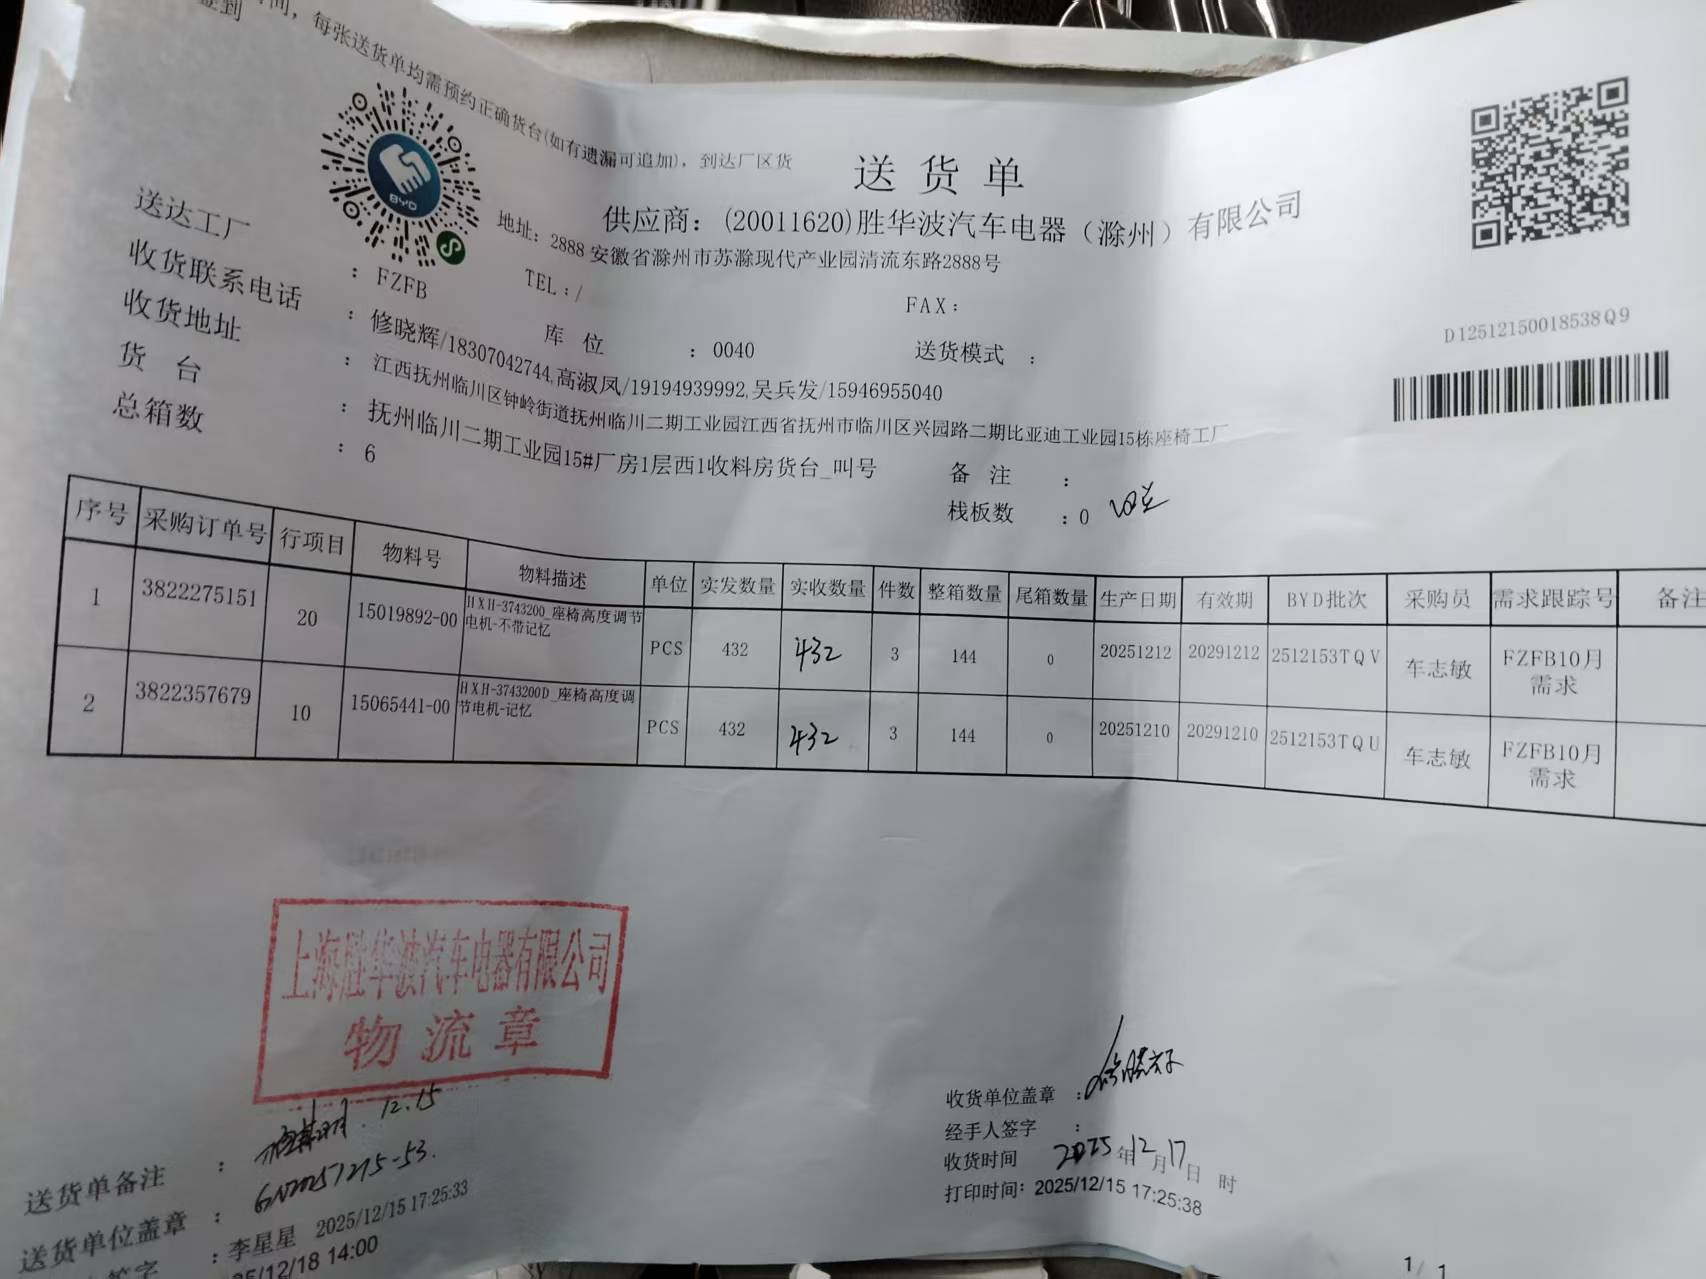 签到
时间，每张送货单均需预约正确货台(如有遗漏可追加)，到达厂区货
送货单
供应商：(20011620)胜华波汽车电器（滁州）有限公司
地址：2888 安徽省滁州市苏滁现代产业园清流东路2888号
BYD
TEL：/
FAX：
D12512150018538Q9
送达工厂 ：FZFB
库 位 ：0040
送货模式 ：
收货联系电话 ：修晓辉/18307042744,高淑凤/19194939992,吴兵发/15946955040
收货地址 ：江西抚州临川区钟岭街道抚州临川二期工业园江西省抚州市临川区兴园路二期比亚迪工业园15栋座椅工厂
货 台 ：抚州临川二期工业园15#厂房1层西1收料房货台_叫号
备 注 ：
总箱数 ：6
栈板数 ：0
序号 采购订单号 行项目 物料号 物料描述 单位 实发数量 实收数量 件数 整箱数量 尾箱数量 生产日期 有效期 BYD批次 采购员 需求跟踪号 备注
1 3822275151 20 15019892-00 HXH-3743200_座椅高度调节电机-不带记忆 PCS 432 432 3 144 0 20251212 20291212 2512153TQV 车志敏 FZFB10月需求
2 3822357679 10 15065441-00 HXH-3743200D_座椅高度调节电机-记忆 PCS 432 432 3 144 0 20251210 20291210 2512153TQU 车志敏 FZFB10月需求
上海胜华波汽车电器有限公司
物流章
12.15
送货单备注 ：
送货单位盖章 ：
签字 ：李星星 2025/12/15 17:25:33
25/12/18 14:00
收货单位盖章 ：
经手人签字 ：
收货时间 2025年12月17日 时
打印时间：2025/12/15 17:25:38
1/1